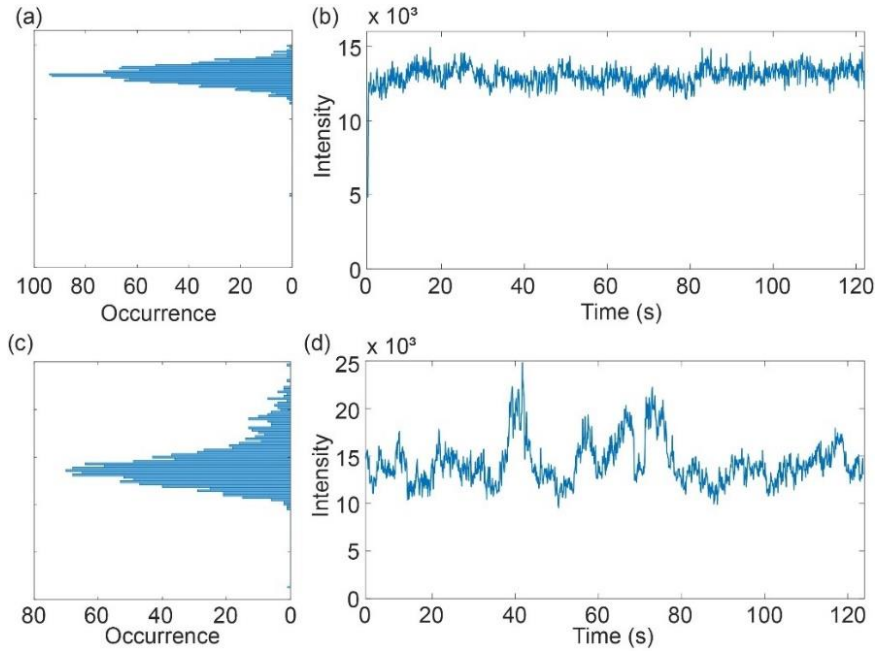 (a)
(b) x 10³
15
10
5
0
Intensity
100 80 60 40 20 0
Occurrence
0 20 40 60 80 100 120
Time (s)
(c)
(d) x 10³
25
20
15
10
5
0
Intensity
80 60 40 20 0
Occurrence
0 20 40 60 80 100 120
Time (s)